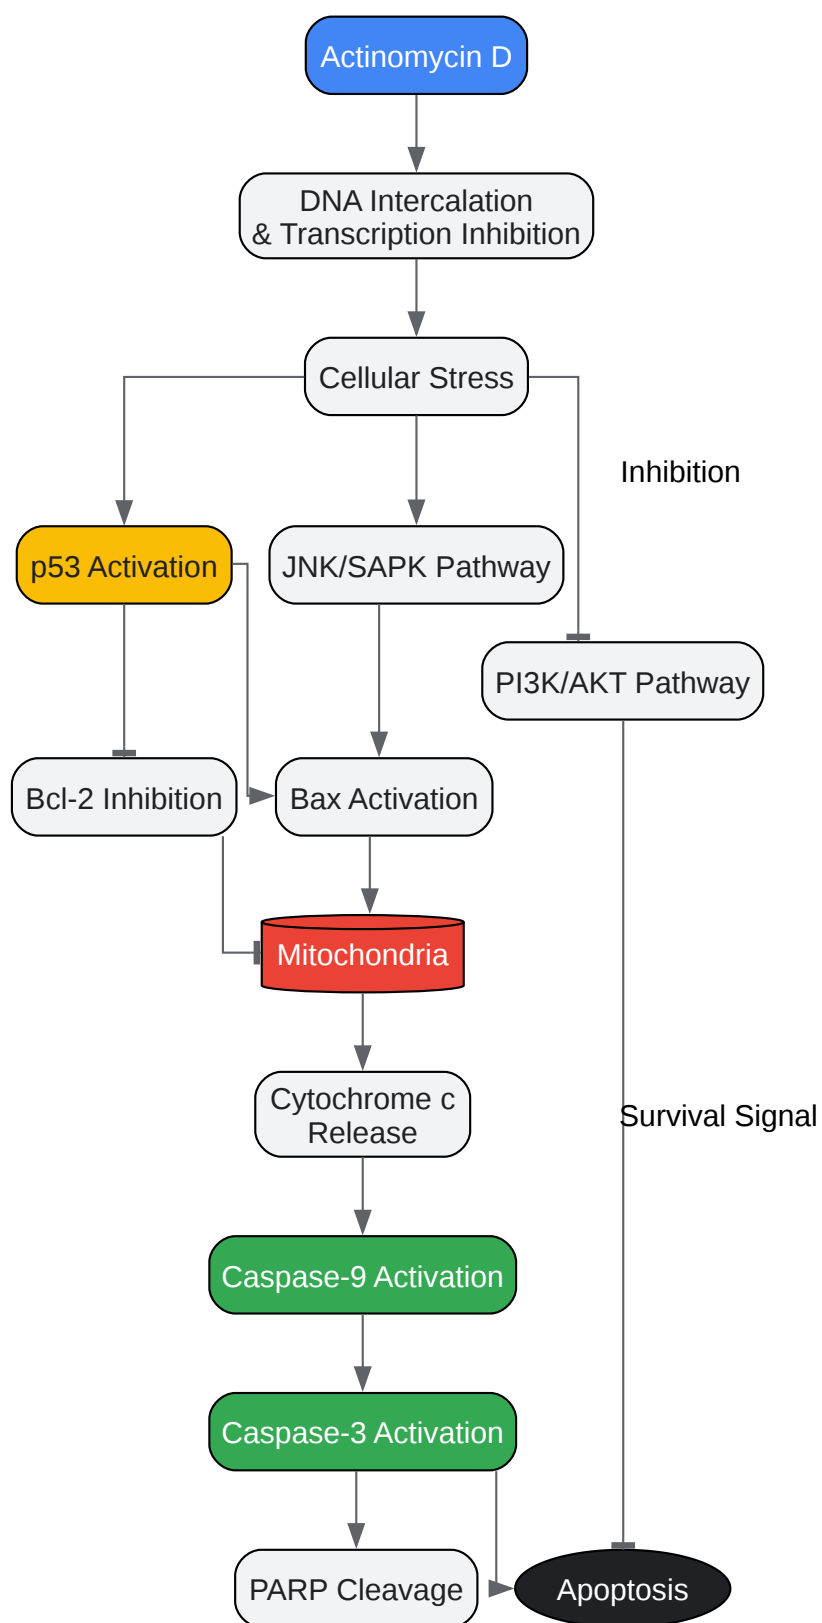 Actinomycin D
DNA Intercalation
& Transcription Inhibition
Cellular Stress
Inhibition
p53 Activation
JNK/SAPK Pathway
PI3K/AKT Pathway
Bcl-2 Inhibition
Bax Activation
Mitochondria
Cytochrome c
Release
Survival Signal
Caspase-9 Activation
Caspase-3 Activation
PARP Cleavage
Apoptosis